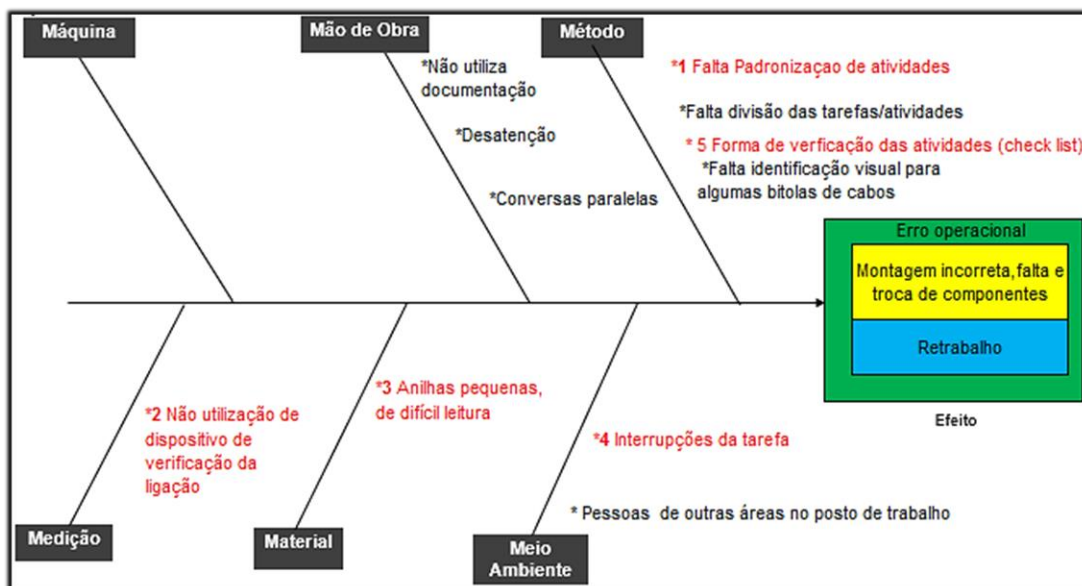 Máquina
Mão de Obra
Método
*Não utiliza
documentação
*Desatenção
*Conversas paralelas
*1 Falta Padronizaçao de atividades
*Falta divisão das tarefas/atividades
* 5 Forma de verficação das atividades (check list)
*Falta identificação visual para
algumas bitolas de cabos
Erro operacional
Montagem incorreta, falta e
troca de componentes
Retrabalho
Efeito
*2 Não utilização de
dispositivo de
verificação da
ligação
*3 Anilhas pequenas,
de difícil leitura
*4 Interrupções da tarefa
* Pessoas de outras áreas no posto de trabalho
Medição
Material
Meio
Ambiente